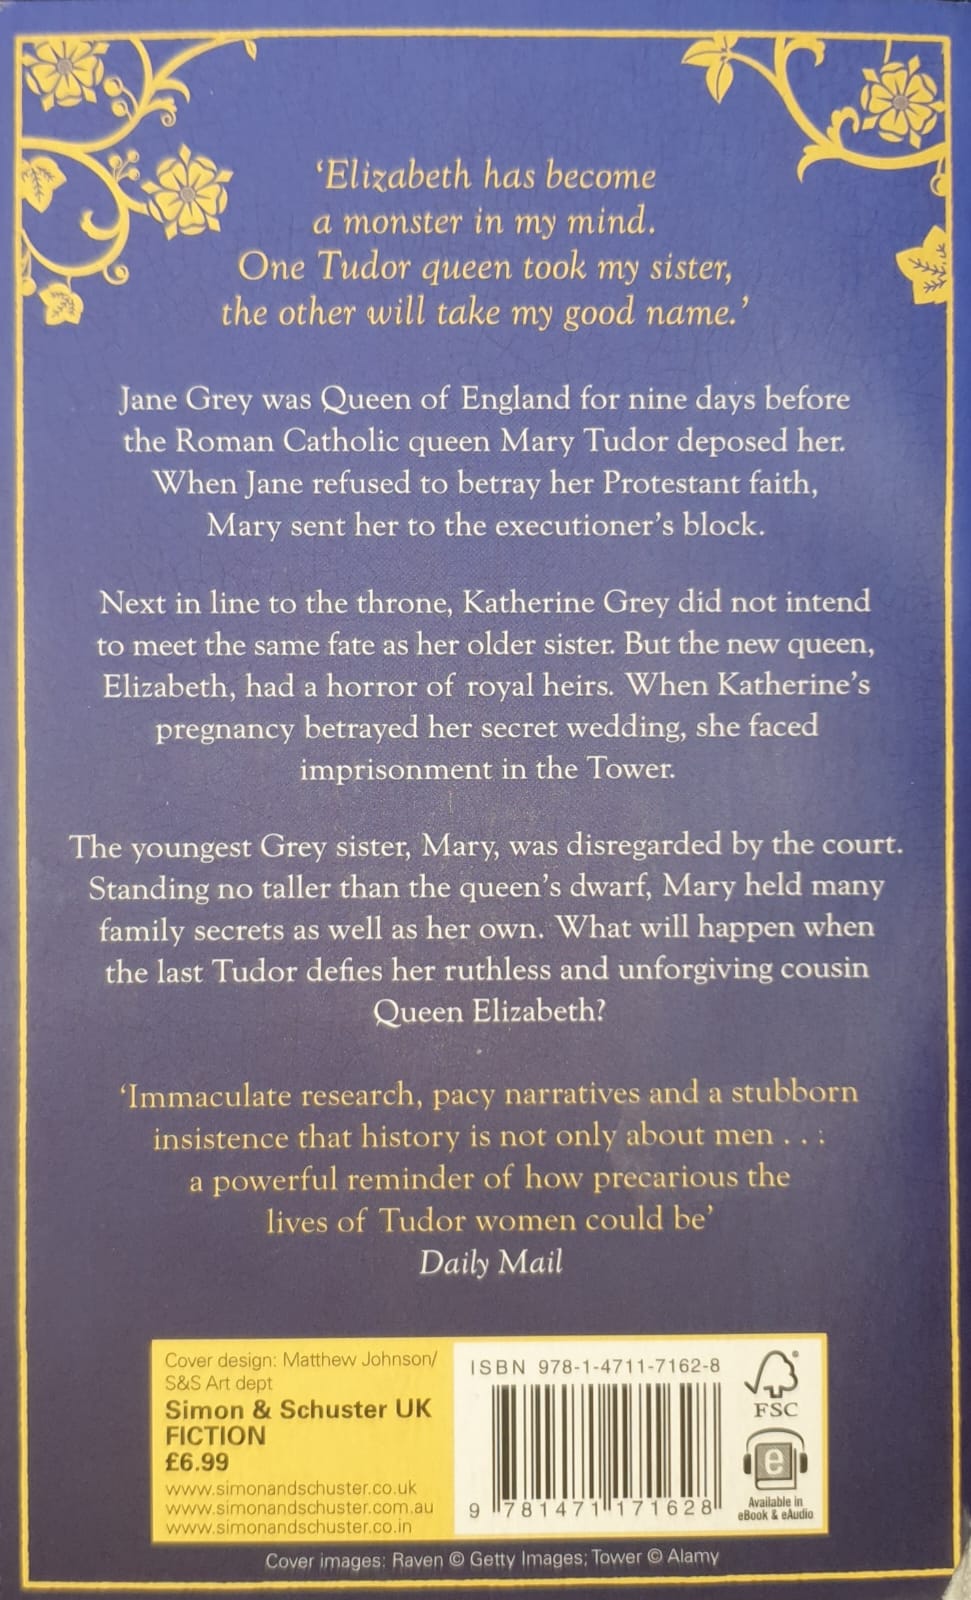 ‘Elizabeth has become
a monster in my mind.
One Tudor queen took my sister,
the other will take my good name.’
Jane Grey was Queen of England for nine days before
the Roman Catholic queen Mary Tudor deposed her.
When Jane refused to betray her Protestant faith,
Mary sent her to the executioner’s block.
Next in line to the throne, Katherine Grey did not intend
to meet the same fate as her older sister. But the new queen,
Elizabeth, had a horror of royal heirs. When Katherine’s
pregnancy betrayed her secret wedding, she faced
imprisonment in the Tower.
The youngest Grey sister, Mary, was disregarded by the court.
Standing no taller than the queen’s dwarf, Mary held many
family secrets as well as her own. What will happen when
the last Tudor defies her ruthless and unforgiving cousin
Queen Elizabeth?
‘Immaculate research, pacy narratives and a stubborn
insistence that history is not only about men . . .
a powerful reminder of how precarious the
lives of Tudor women could be’
Daily Mail
Cover design: Matthew Johnson/
S&S Art dept
Simon & Schuster UK
FICTION
£6.99
www.simonandschuster.co.uk
www.simonandschuster.com.au
www.simonandschuster.co.in
ISBN 978-1-4711-7162-8
9 781471 171628
FSC
e
Available in
eBook & eAudio
Cover images: Raven © Getty Images; Tower © Alamy